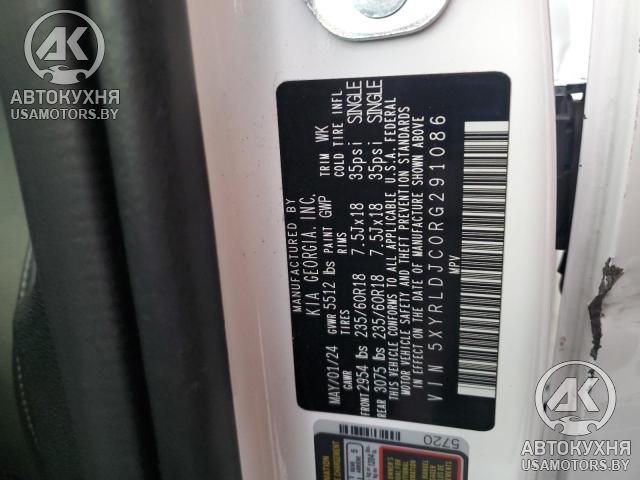 АК
АВТОКУХНЯ
USAMOTORS.BY
MANUFACTURED BY
KIA GEORGIA, INC.
MAY/01/24 GVWR 5512 lbs PAINT GWP TRIM WK
GAWR TIRES RIMS COLD TIRE INFL
FRONT 2954 lbs 235/60R18 7.5Jx18 35psi SINGLE
REAR 3075 lbs 235/60R18 7.5Jx18 35psi SINGLE
THIS VEHICLE CONFORMS TO ALL APPLICABLE U.S.A. FEDERAL
MOTOR VEHICLE SAFETY AND THEFT PREVENTION STANDARDS
IN EFFECT ON THE DATE OF MANUFACTURE SHOWN ABOVE
VIN 5XYRLDJC0RG291086
MPV
5720
АК
АВТОКУХНЯ
USAMOTORS.BY